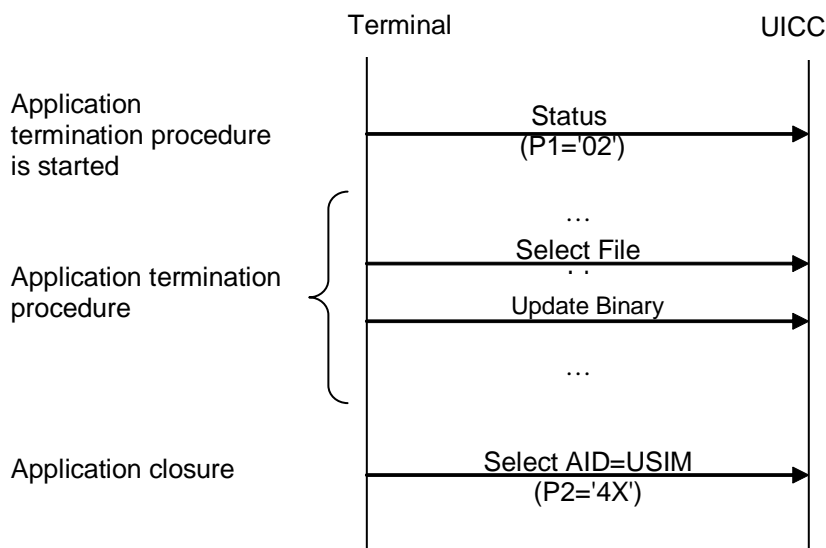 Terminal
UICC
Application
termination procedure
is started
Status
(P1='02')
...
Select File
..
Application termination
procedure
Update Binary
...
Application closure
Select AID=USIM
(P2='4X')